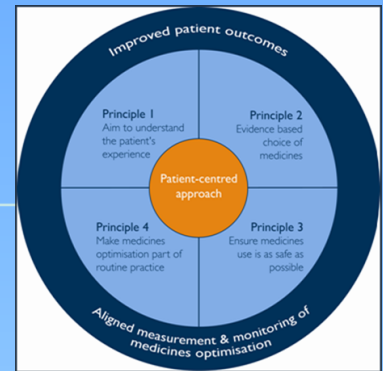 Improved patient outcomes
Principle 1
Aim to understand
the patient's
experience
Principle 2
Evidence based
choice of
medicines
Patient-centred
approach
Principle 4
Make medicines
optimisation part of
routine practice
Principle 3
Ensure medicines
use is as safe as
possible
Aligned measurement & monitoring of
medicines optimisation